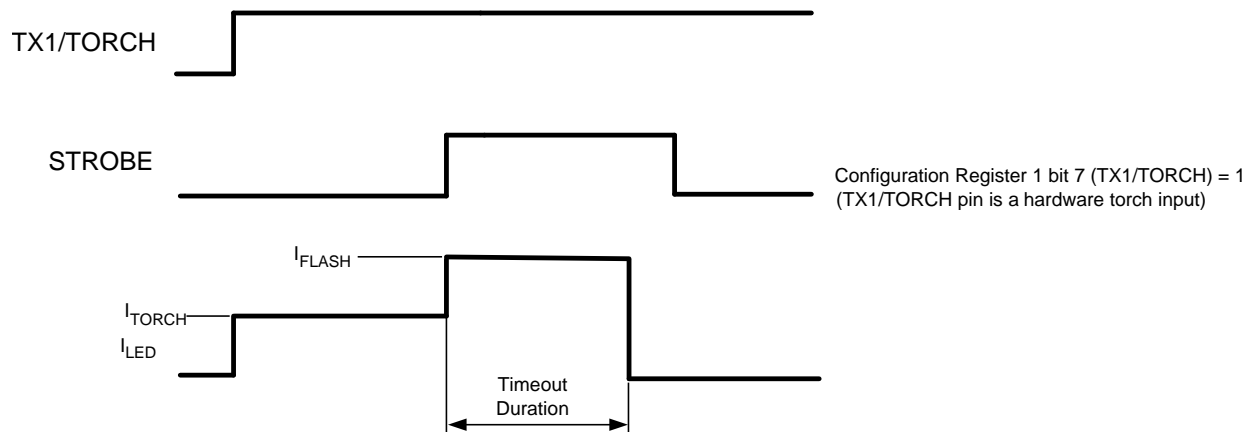 TX1/TORCH
STROBE
Configuration Register 1 bit 7 (TX1/TORCH) = 1
(TX1/TORCH pin is a hardware torch input)
IFLASH
ITORCH
ILED
Timeout
Duration